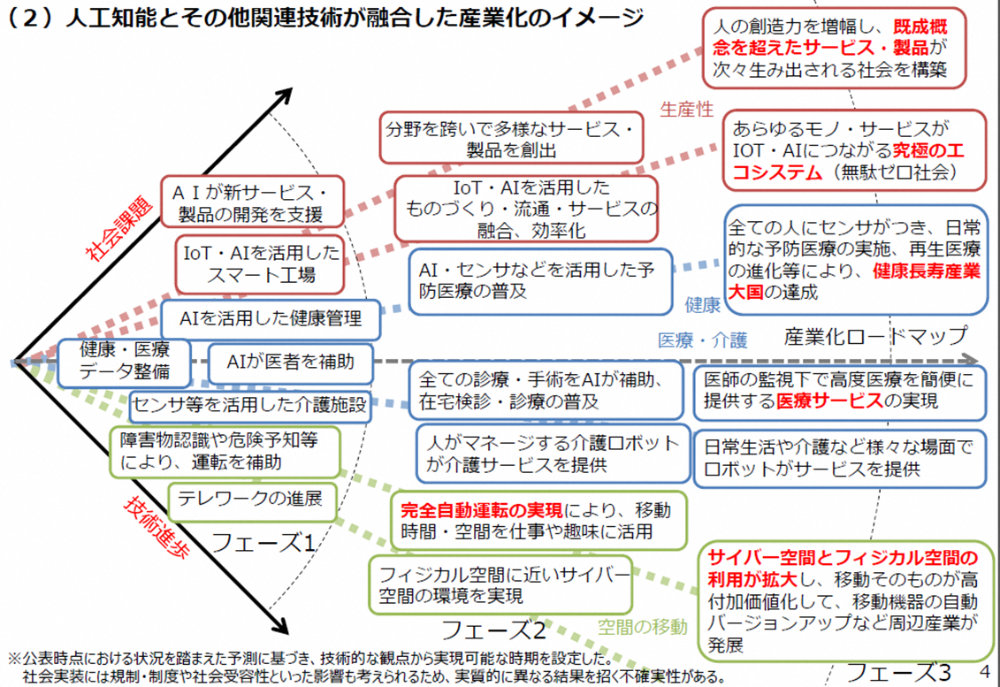 （２）人工知能とその他関連技術が融合した産業化のイメージ
人の創造力を増幅し、既成概
念を超えたサービス・製品が
次々生み出される社会を構築
生産性
分野を跨いで多様なサービス・
製品を創出
あらゆるモノ・サービスが
IOT・AIにつながる究極のエ
コシステム（無駄ゼロ社会）
社会課題
ＡＩが新サービス・
製品の開発を支援
IoT・AIを活用した
ものづくり・流通・サービスの
融合、効率化
IoT・AIを活用した
スマート工場
全ての人にセンサがつき、日常
的な予防医療の実施、再生医療
の進化等により、健康長寿産業
大国の達成
AI・センサなどを活用した予
防医療の普及
健康
AIを活用した健康管理
医療・介護
産業化ロードマップ
健康・医療
データ整備
AIが医者を補助
全ての診療・手術をAIが補助、
在宅検診・診療の普及
医師の監視下で高度医療を簡便に
提供する医療サービスの実現
センサ等を活用した介護施設
人がマネージする介護ロボット
が介護サービスを提供
日常生活や介護など様々な場面で
ロボットがサービスを提供
障害物認識や危険予知等
により、運転を補助
テレワークの進展
技術進歩
フェーズ1
完全自動運転の実現により、移動
時間・空間を仕事や趣味に活用
フィジカル空間に近いサイバー
空間の環境を実現
フェーズ2
空間の移動
サイバー空間とフィジカル空間の
利用が拡大し、移動そのものが高
付加価値化して、移動機器の自動
バージョンアップなど周辺産業が
発展
フェーズ3
※公表時点における状況を踏まえた予測に基づき、技術的な観点から実現可能な時期を設定した。
社会実装には規制・制度や社会受容性といった影響も考えられるため、実質的に異なる結果を招く不確実性がある。
4